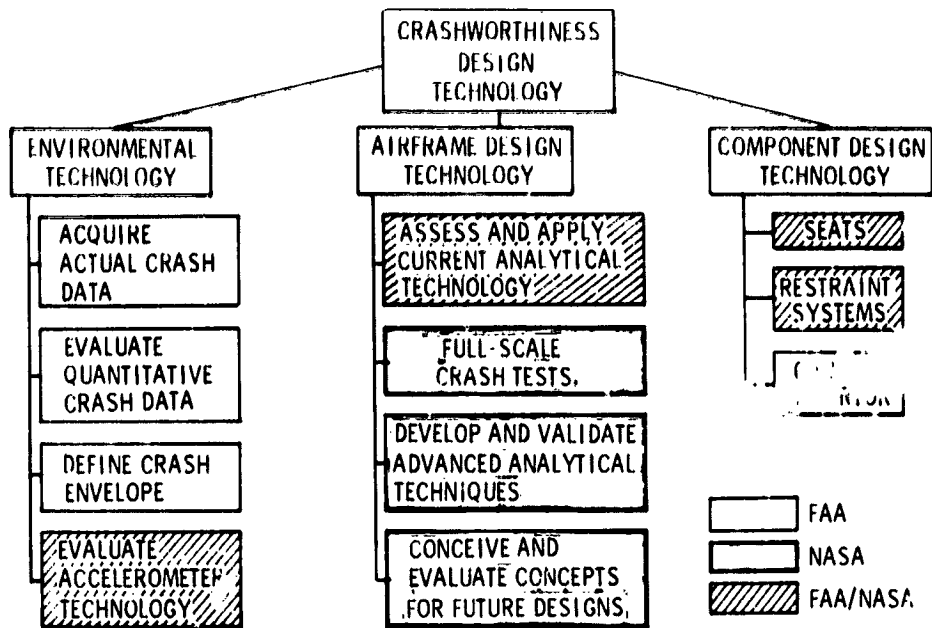 CRASHWORTHINESS
DESIGN
TECHNOLOGY
ENVIRONMENTAL
TECHNOLOGY
ACQUIRE
ACTUAL CRASH
DATA
EVALUATE
QUANTITATIVE
CRASH DATA
DEFINE CRASH
ENVELOPE
EVALUATE
ACCELEROMETER
TECHNOLOGY
AIRFRAME DESIGN
TECHNOLOGY
ASSESS AND APPLY
CURRENT ANALYTICAL
TECHNOLOGY
FULL-SCALE
CRASH TESTS.
DEVELOP AND VALIDATE
ADVANCED ANALYTICAL
TECHNIQUES
CONCEIVE AND
EVALUATE CONCEPTS
FOR FUTURE DESIGNS,
COMPONENT DESIGN
TECHNOLOGY
SEATS
RESTRAINT
SYSTEMS
FAA
NASA
FAA/NASA